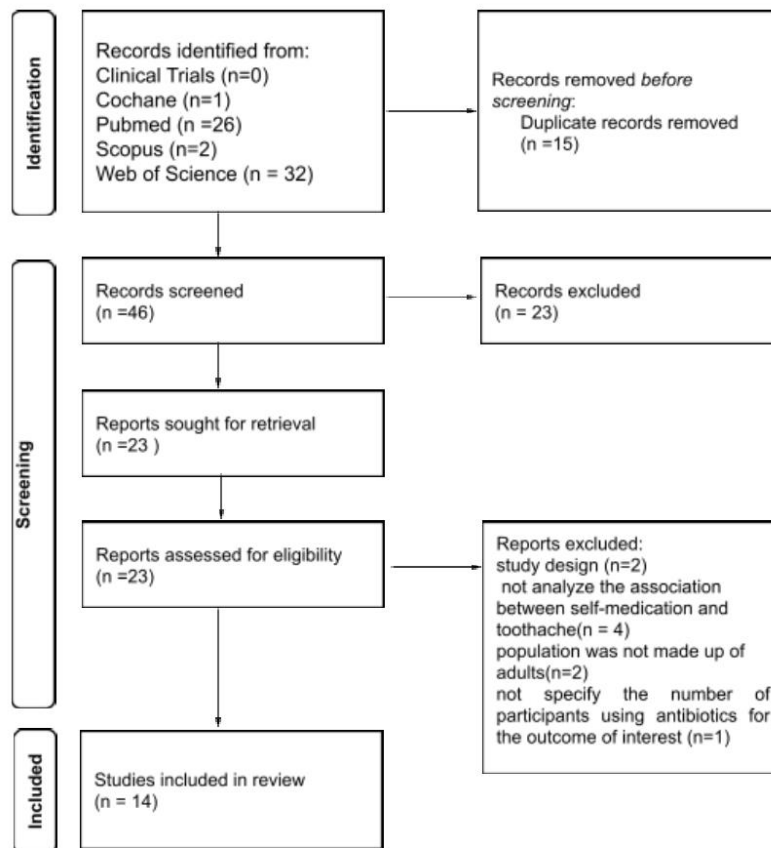 Identification
Records identified from:
Clinical Trials (n=0)
Cochane (n=1)
Pubmed (n =26)
Scopus (n=2)
Web of Science (n = 32)
Records removed before
screening:
Duplicate records removed
(n =15)
Screening
Records screened
(n =46)
Records excluded
(n = 23)
Reports sought for retrieval
(n =23 )
Reports assessed for eligibility
(n =23)
Reports excluded:
study design (n=2)
not analyze the association
between self-medication and
toothache(n = 4)
population was not made up of
adults(n=2)
not specify the number of
participants using antibiotics for
the outcome of interest (n=1)
Included
Studies included in review
(n = 14)